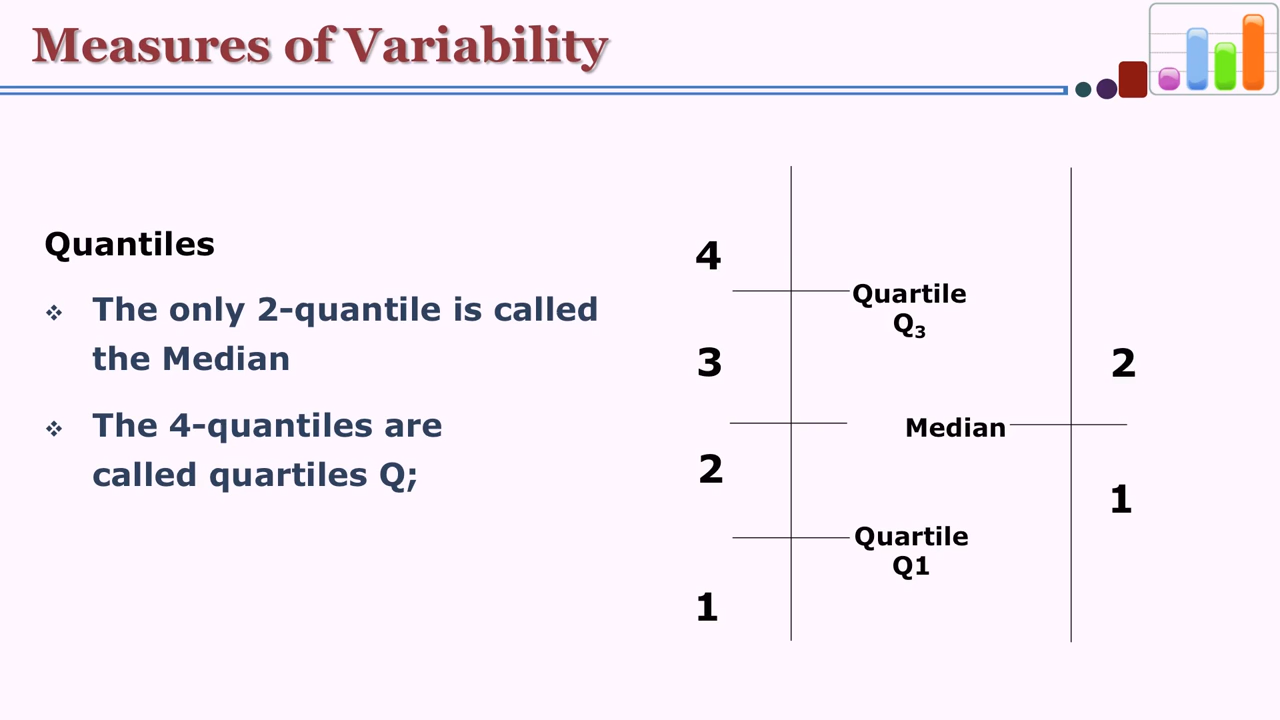 Measures of Variability
Quantiles
❖ The only 2-quantile is called
the Median
❖ The 4-quantiles are
called quartiles Q;
4
Quartile
Q₃
3
2
Median
2
1
Quartile
Q1
1